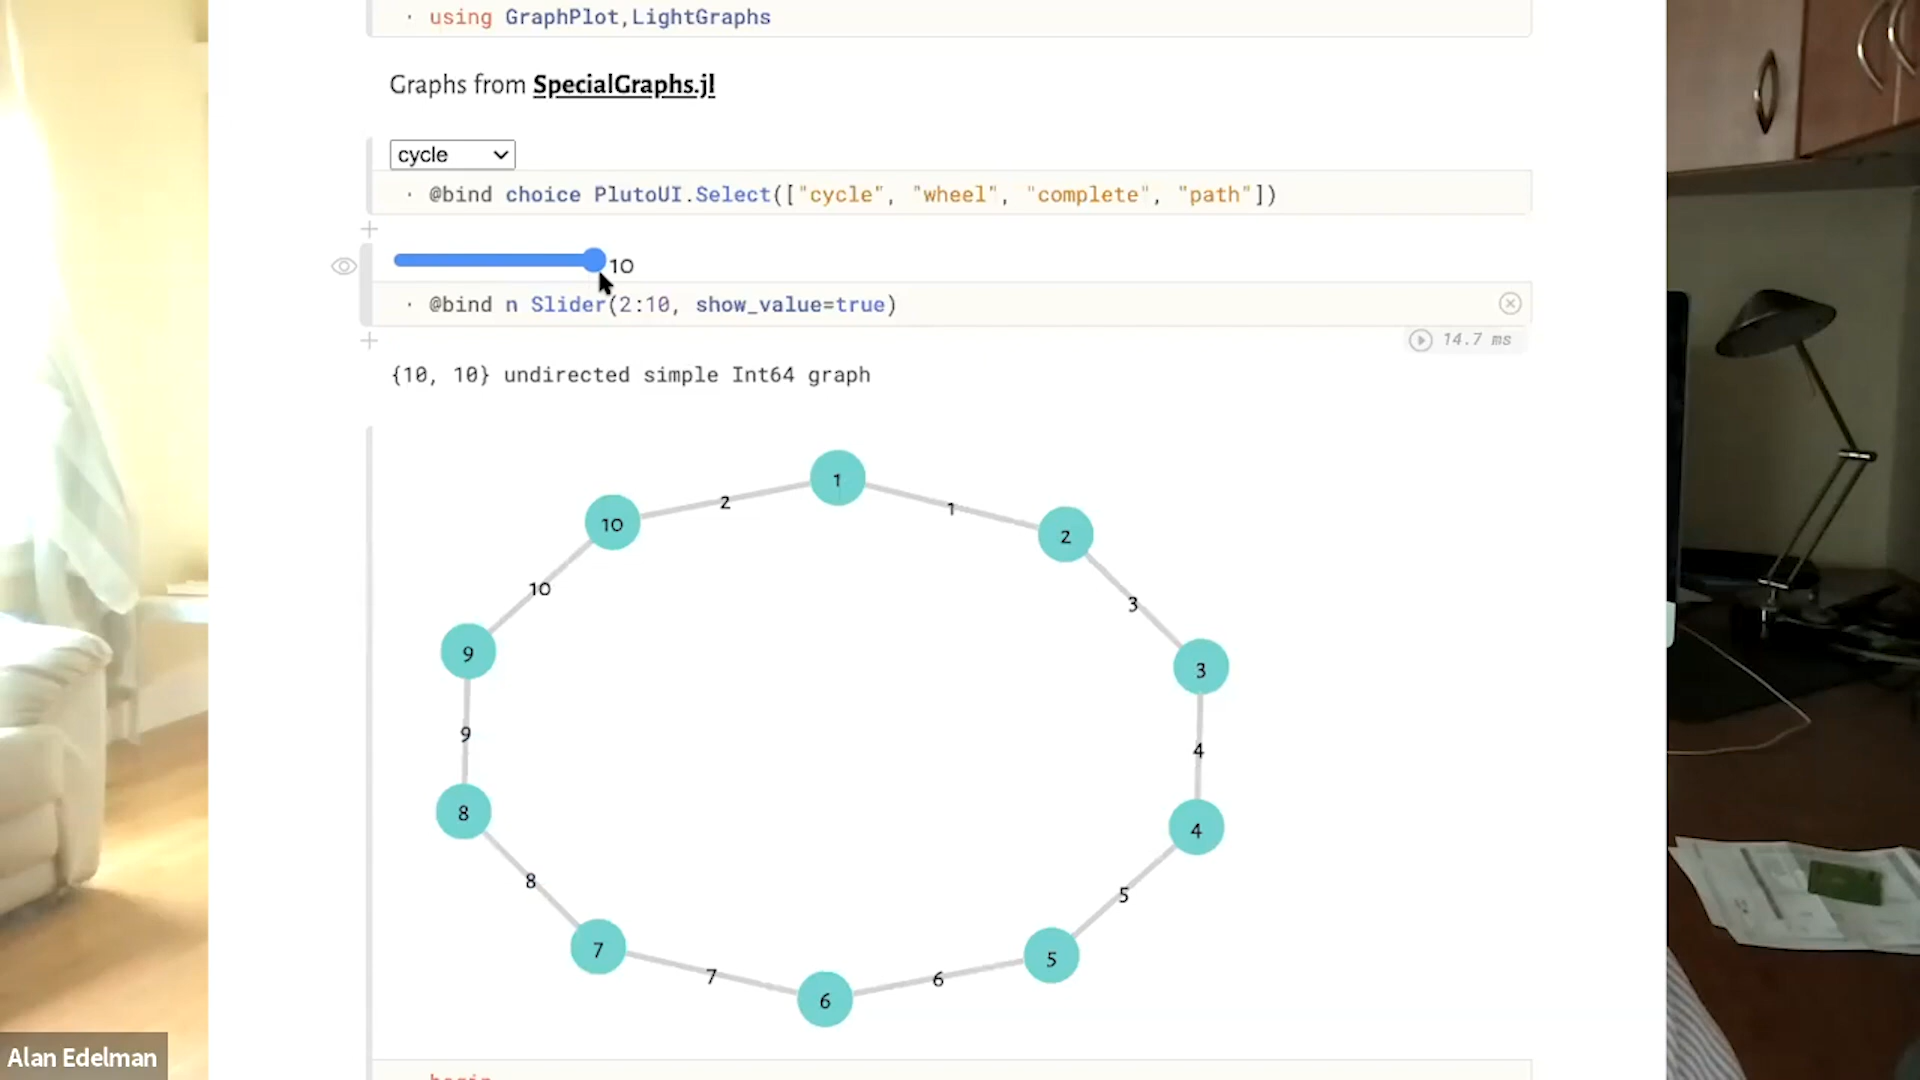 · using GraphPlot,LightGraphs
Graphs from SpecialGraphs.jl
cycle
· @bind choice PlutoUI.Select(["cycle", "wheel", "complete", "path"])
10
· @bind n Slider(2:10, show_value=true)
14.7 ms
{10, 10} undirected simple Int64 graph
1
2
1
10
2
10
3
9
3
9
4
8
4
8
5
7
5
7
6
6
Alan Edelman
begin